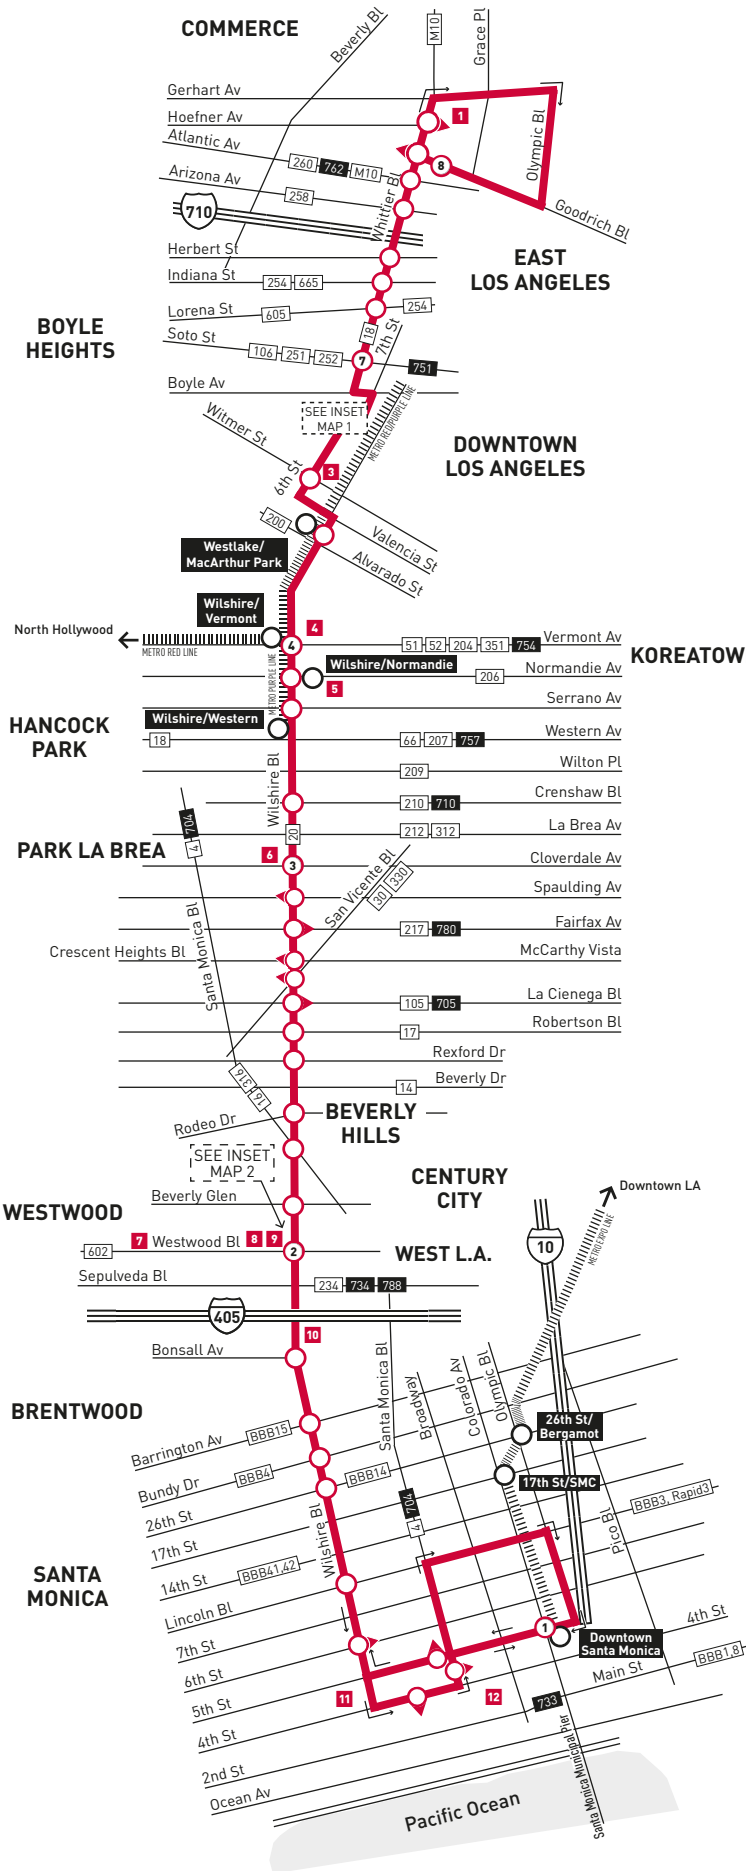 COMMERCE
Beverly Bl
M10
Grace Pl
Gerhart Av
Hoefner Av
1
Atlantic Av
260
762
M10
8
Olympic Bl
Arizona Av
258
Whittier Bl
710
Goodrich Bl
Herbert St
EAST
LOS ANGELES
Indiana St
254
665
Lorena St
605
254
BOYLE
HEIGHTS
18
7th St
Soto St
106
251
252
7
751
Boyle Av
SEE INSET
MAP 1
METRO RED/PURPLE LINE
Witmer St
DOWNTOWN
LOS ANGELES
6th St
3
200
Valencia St
Alvarado St
Westlake/
MacArthur Park
Wilshire/
Vermont
North Hollywood
METRO RED LINE
4
4
51
52
204
351
754
Vermont Av
KOREATOW
METRO PURPLE LINE
Wilshire/Normandie
5
206
Normandie Av
Serrano Av
HANCOCK
PARK
Wilshire/Western
18
66
207
757
Western Av
Wilshire Bl
209
Wilton Pl
210
710
Crenshaw Bl
704
4
20
212
312
La Brea Av
PARK LA BREA
6
3
Cloverdale Av
San Vicente Bl
30
330
Spaulding Av
Santa Monica Bl
217
780
Fairfax Av
Crescent Heights Bl
McCarthy Vista
105
705
La Cienega Bl
17
Robertson Bl
Rexford Dr
316
16
14
Beverly Dr
Rodeo Dr
BEVERLY
HILLS
SEE INSET
MAP 2
CENTURY
CITY
Downtown LA
Beverly Glen
WESTWOOD
METRO EXPO LINE
10
602
7
Westwood Bl
8
9
2
WEST L.A.
Sepulveda Bl
234
734
788
405
10
Bonsall Av
Santa Monica Bl
Broadway
Colorado Av
Olympic Bl
BRENTWOOD
Barrington Av
BBB15
26th St/
Bergamot
Bundy Dr
BBB4
BBB14
17th St/SMC
26th St
704
4
BBB3, Rapid3
Wilshire Bl
17th St
Pico Bl
SANTA
MONICA
14th St
BBB41,42
Lincoln Bl
7th St
1
Downtown
Santa Monica
4th St
6th St
BBB1,8
Main St
5th St
11
12
733
4th St
2nd St
Ocean Av
Santa Monica Municipal Pier
Pacific Ocean